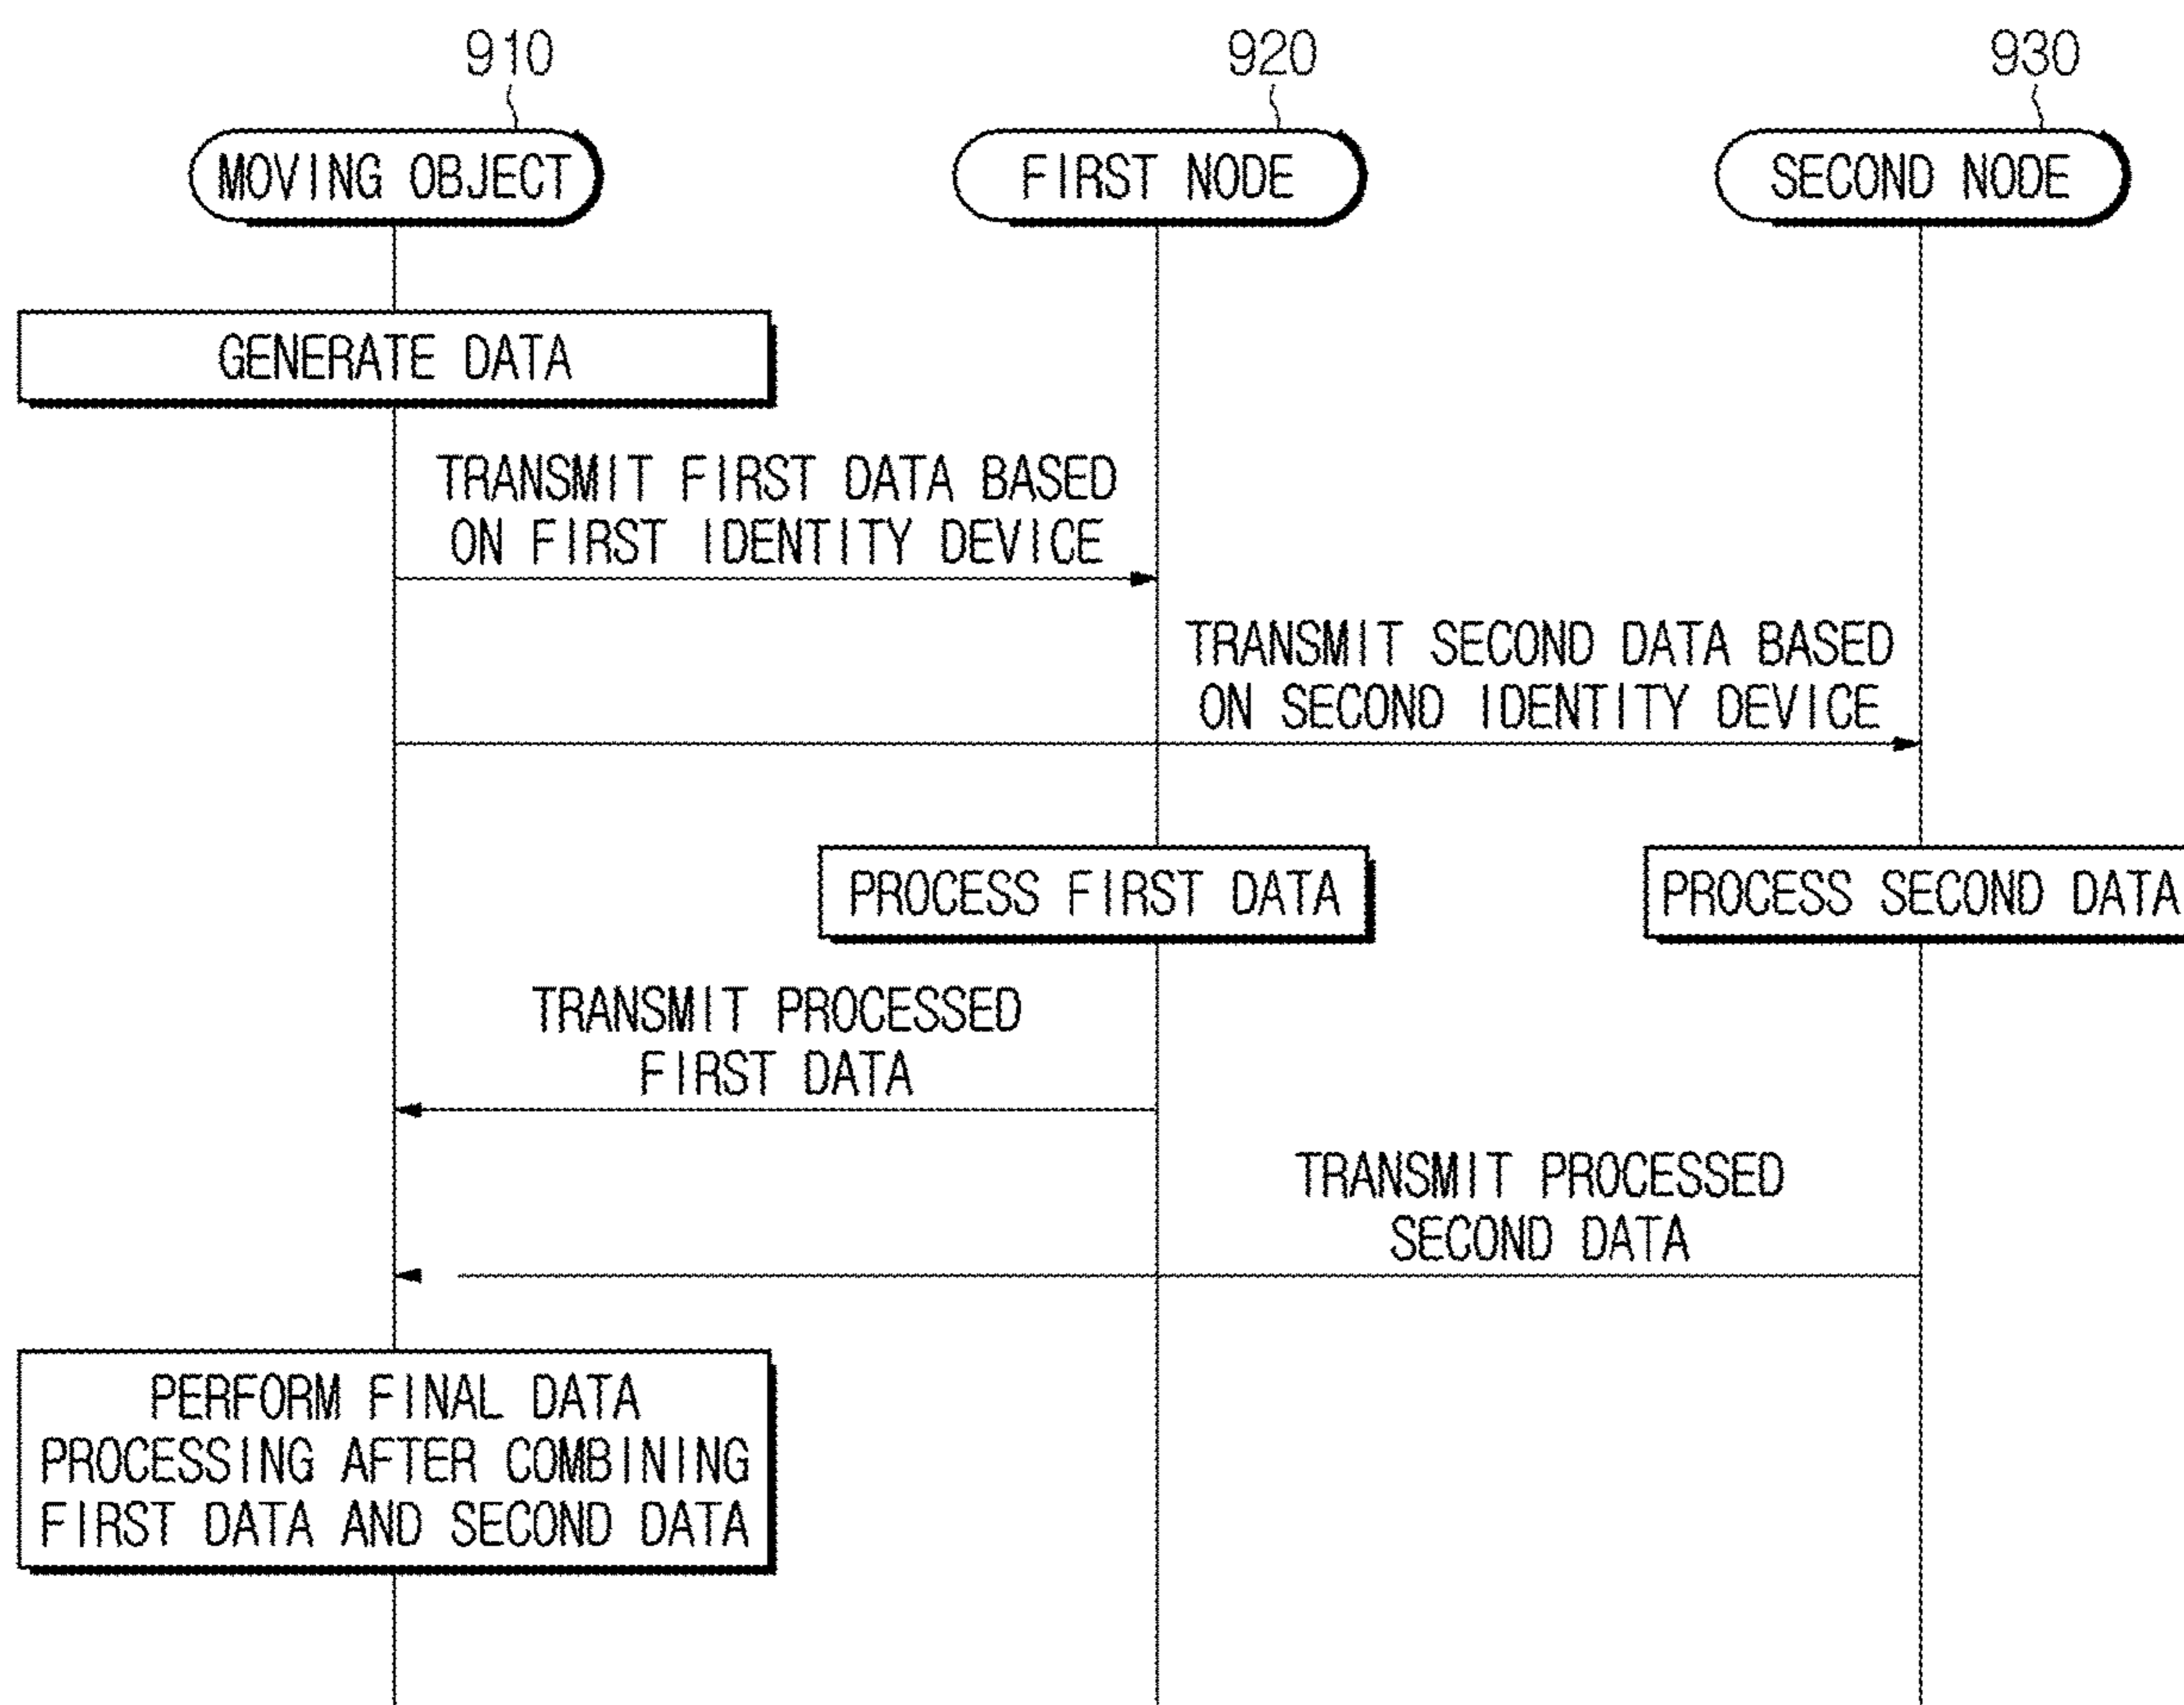 910
920
930
MOVING OBJECT
FIRST NODE
SECOND NODE
GENERATE DATA
TRANSMIT FIRST DATA BASED
ON FIRST IDENTITY DEVICE
TRANSMIT SECOND DATA BASED
ON SECOND IDENTITY DEVICE
PROCESS FIRST DATA
PROCESS SECOND DATA
TRANSMIT PROCESSED
FIRST DATA
TRANSMIT PROCESSED
SECOND DATA
PERFORM FINAL DATA
PROCESSING AFTER COMBINING
FIRST DATA AND SECOND DATA